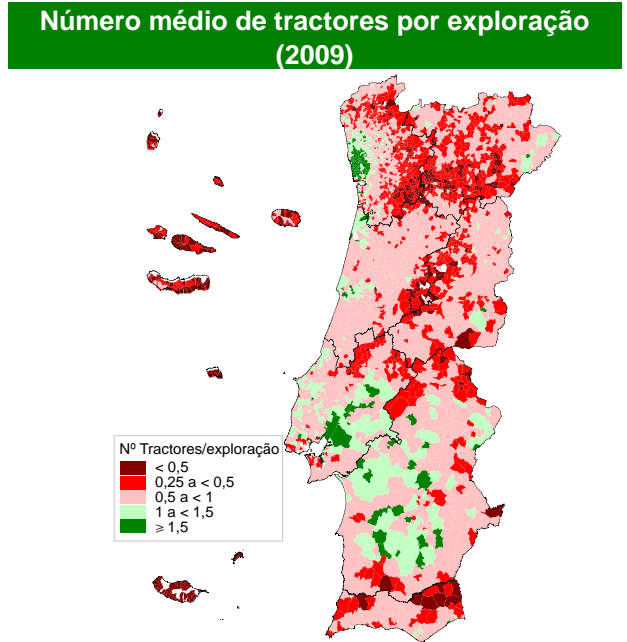 Número médio de tractores por exploração
(2009)
Nº Tractores/exploração
< 0,5
0,25 a < 0,5
0,5 a < 1
1 a < 1,5
⩾ 1,5